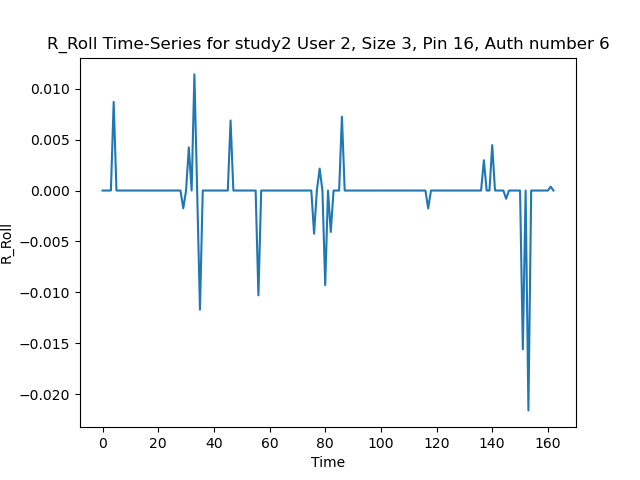 R_Roll Time-Series for study2 User 2, Size 3, Pin 16, Auth number 6
0.010
0.005
0.000
−0.005
−0.010
−0.015
−0.020
R_Roll
0 20 40 60 80 100 120 140 160
Time